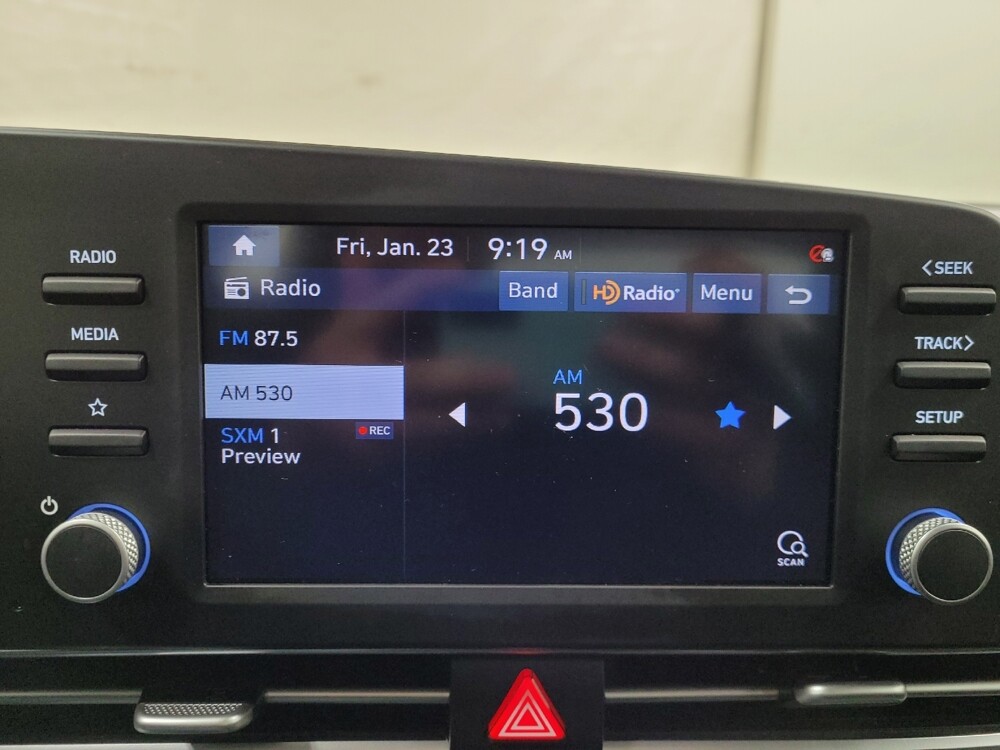 Fri, Jan. 23 9:19 AM
Radio Band HD Radio Menu
FM 87.5
AM 530
SXM 1 REC
Preview
AM
530
SCAN
RADIO
MEDIA
<SEEK
TRACK>
SETUP